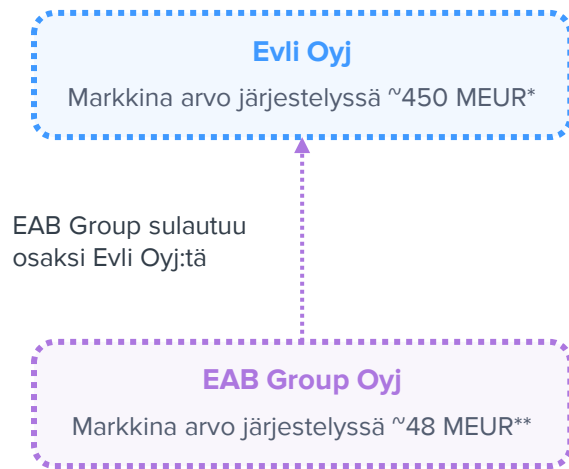 Evli Oyj
Markkina arvo järjestelyssä ~450 MEUR*
EAB Group sulautuu
osaksi Evli Oyj:tä
EAB Group Oyj
Markkina arvo järjestelyssä ~48 MEUR**